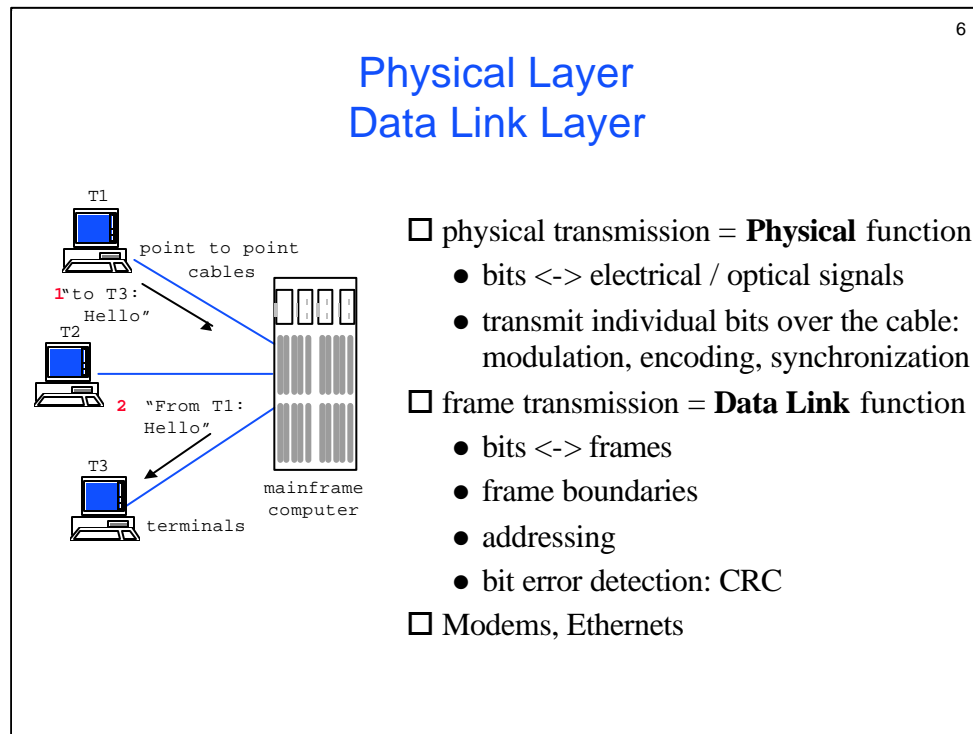 6
Physical Layer
Data Link Layer
T1
point to point
cables
1"to T3:
Hello"
T2
2 "From T1:
Hello"
T3
terminals
mainframe
computer
□ physical transmission = Physical function
● bits <-> electrical / optical signals
● transmit individual bits over the cable:
modulation, encoding, synchronization
□ frame transmission = Data Link function
● bits <-> frames
● frame boundaries
● addressing
● bit error detection: CRC
□ Modems, Ethernets